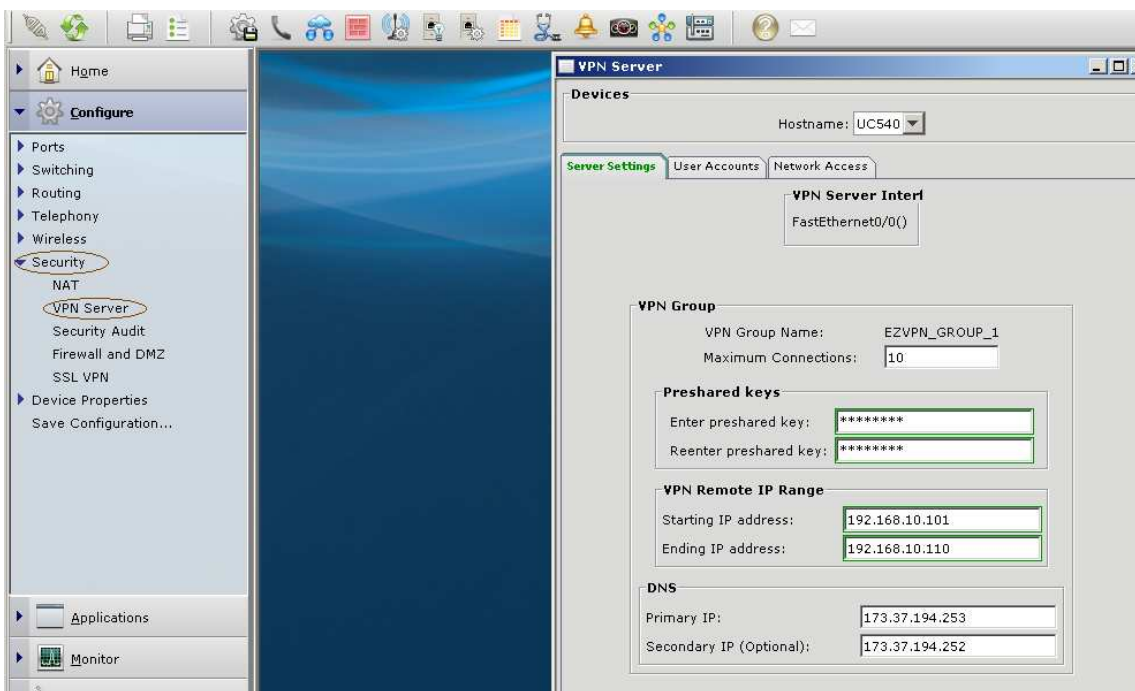 Home
Configure
Ports
Switching
Routing
Telephony
Wireless
Security
NAT
VPN Server
Security Audit
Firewall and DMZ
SSL VPN
Device Properties
Save Configuration...
Applications
Monitor
VPN Server
Devices
Hostname: UC540
Server Settings User Accounts Network Access
VPN Server Interf
FastEthernet0/0()
VPN Group
VPN Group Name: EZVPN_GROUP_1
Maximum Connections: 10
Preshared keys
Enter preshared key: ********
Reenter preshared key: ********
VPN Remote IP Range
Starting IP address: 192.168.10.101
Ending IP address: 192.168.10.110
DNS
Primary IP: 173.37.194.253
Secondary IP (Optional): 173.37.194.252